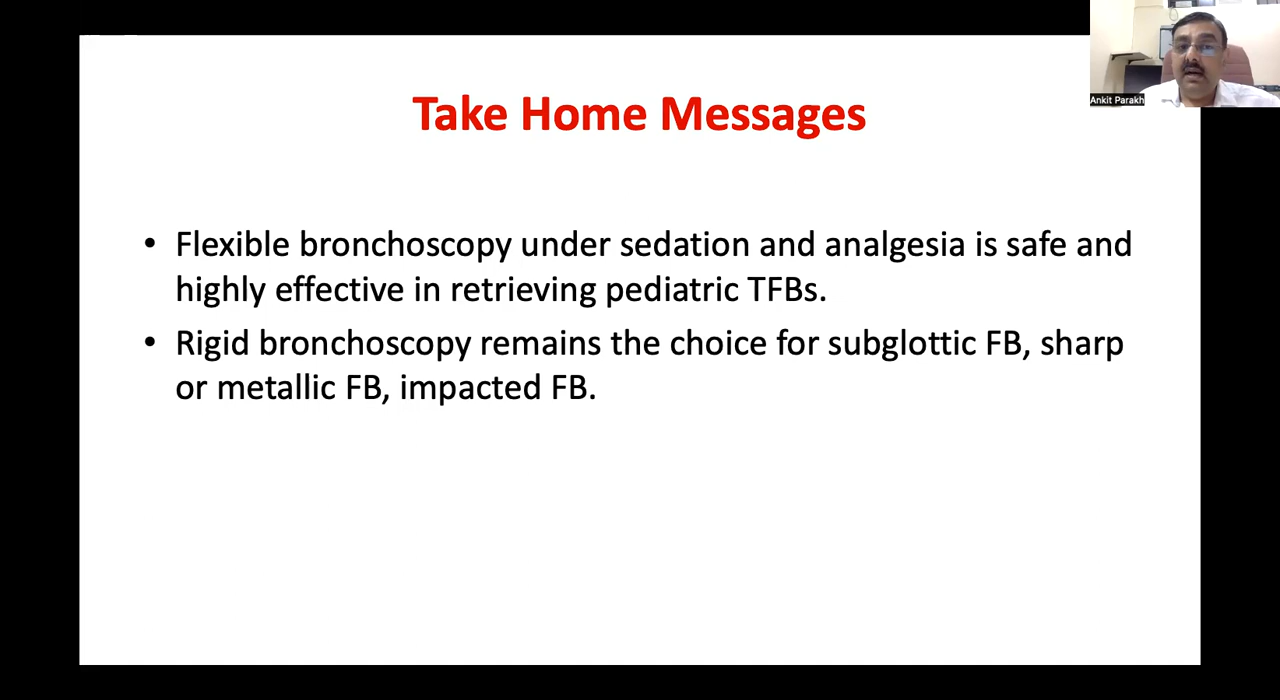 Ankit Parakh
Take Home Messages
• Flexible bronchoscopy under sedation and analgesia is safe and
highly effective in retrieving pediatric TFBs.
• Rigid bronchoscopy remains the choice for subglottic FB, sharp
or metallic FB, impacted FB.